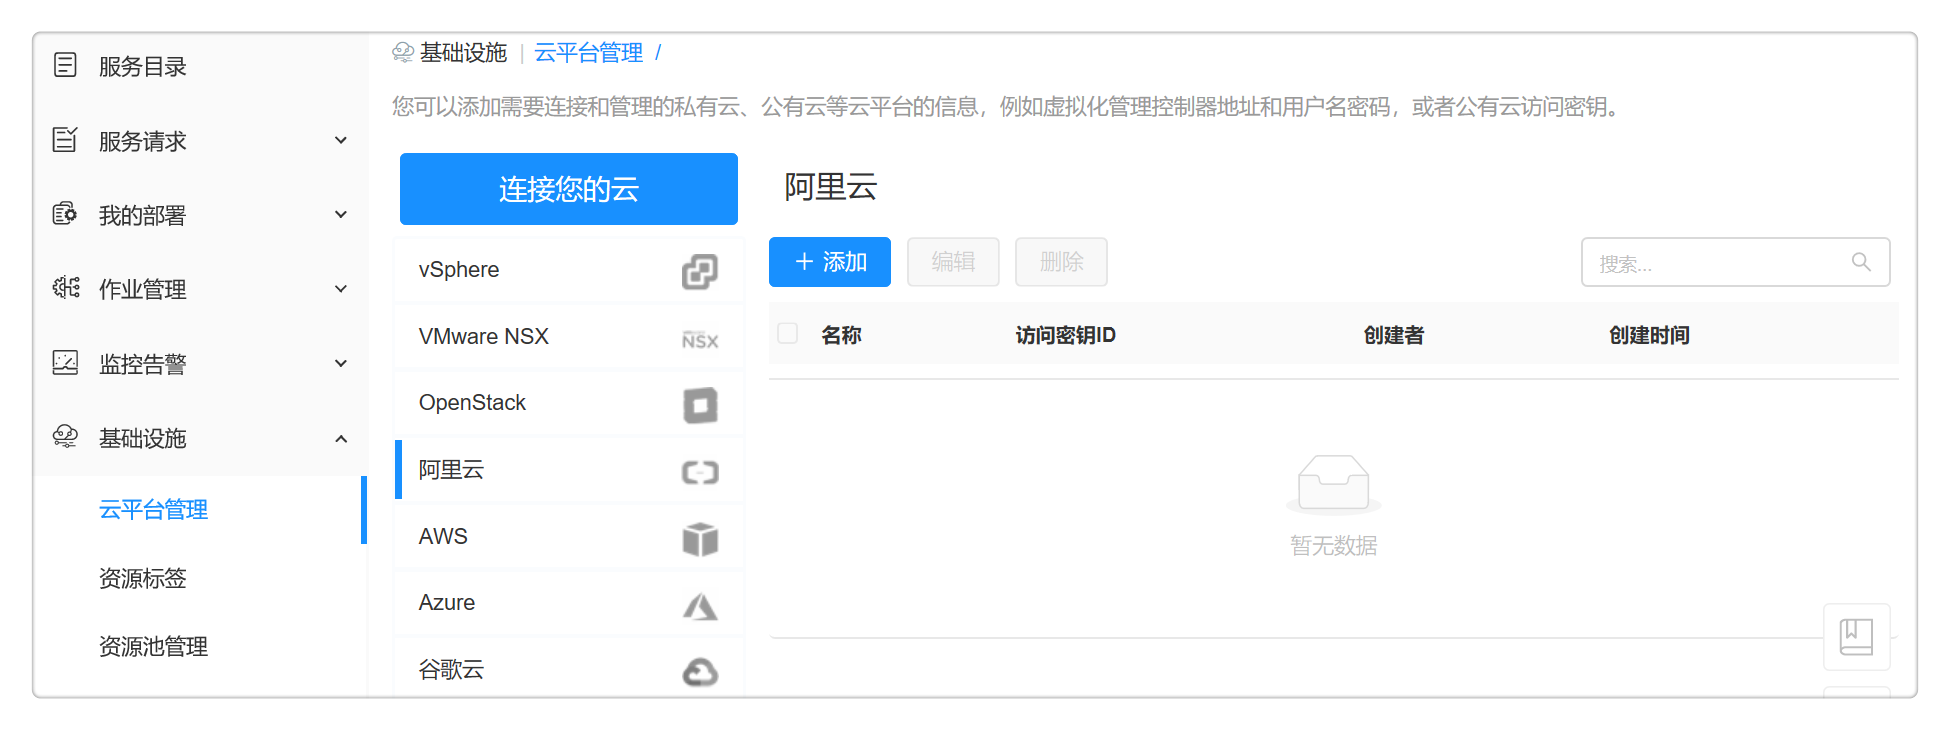 服务目录
服务请求
我的部署
作业管理
监控告警
基础设施
云平台管理
资源标签
资源池管理
基础设施 | 云平台管理 /
您可以添加需要连接和管理的私有云、公有云等云平台的信息，例如虚拟化管理控制器地址和用户名密码，或者公有云访问密钥。
连接您的云
vSphere
VMware NSX
NSX
OpenStack
阿里云
AWS
Azure
谷歌云
阿里云
+ 添加 编辑 删除 搜索...
名称 访问密钥ID 创建者 创建时间
暂无数据